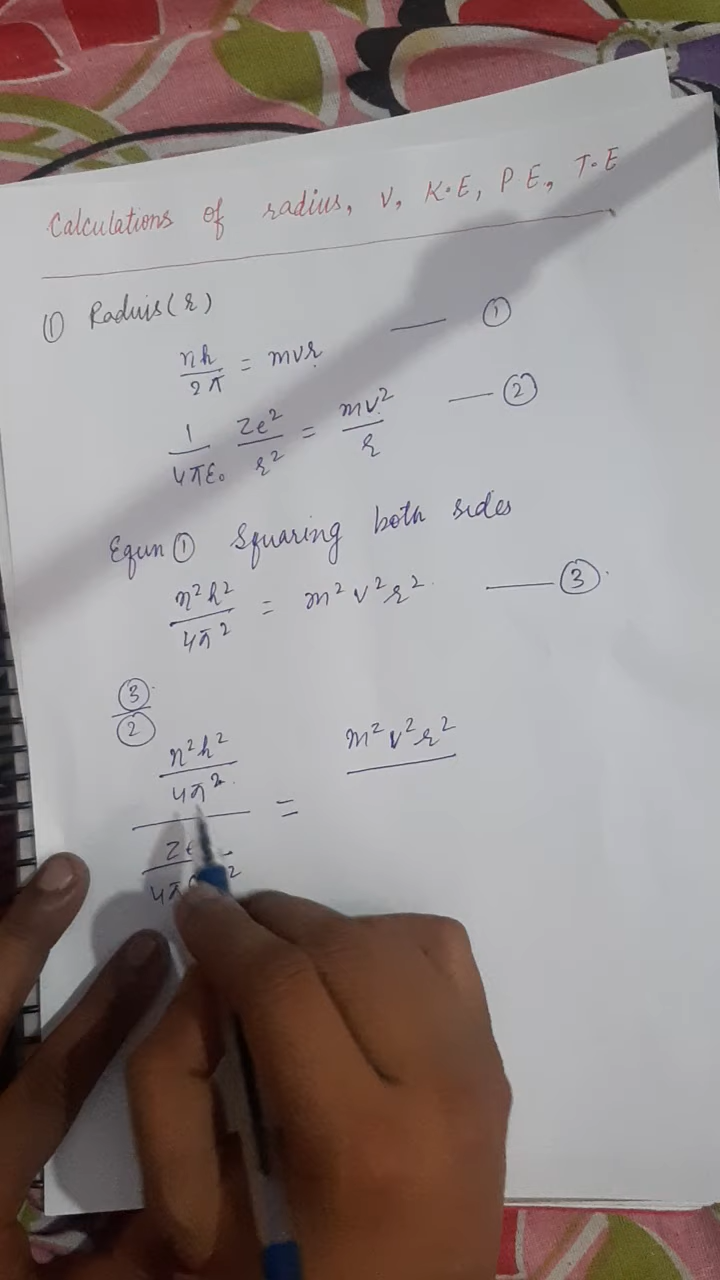 Calculations of radius, v, K.E, P.E., T.E
① Raduis(r)
nh/2π = mvr —— ①
1/4πε₀ Ze²/r² = mv²/r —— ②
Equn ① Squaring both sides
n²h²/4π² = m²v²r² —— ③
③/②
n²h²/4π² = m²v²r²